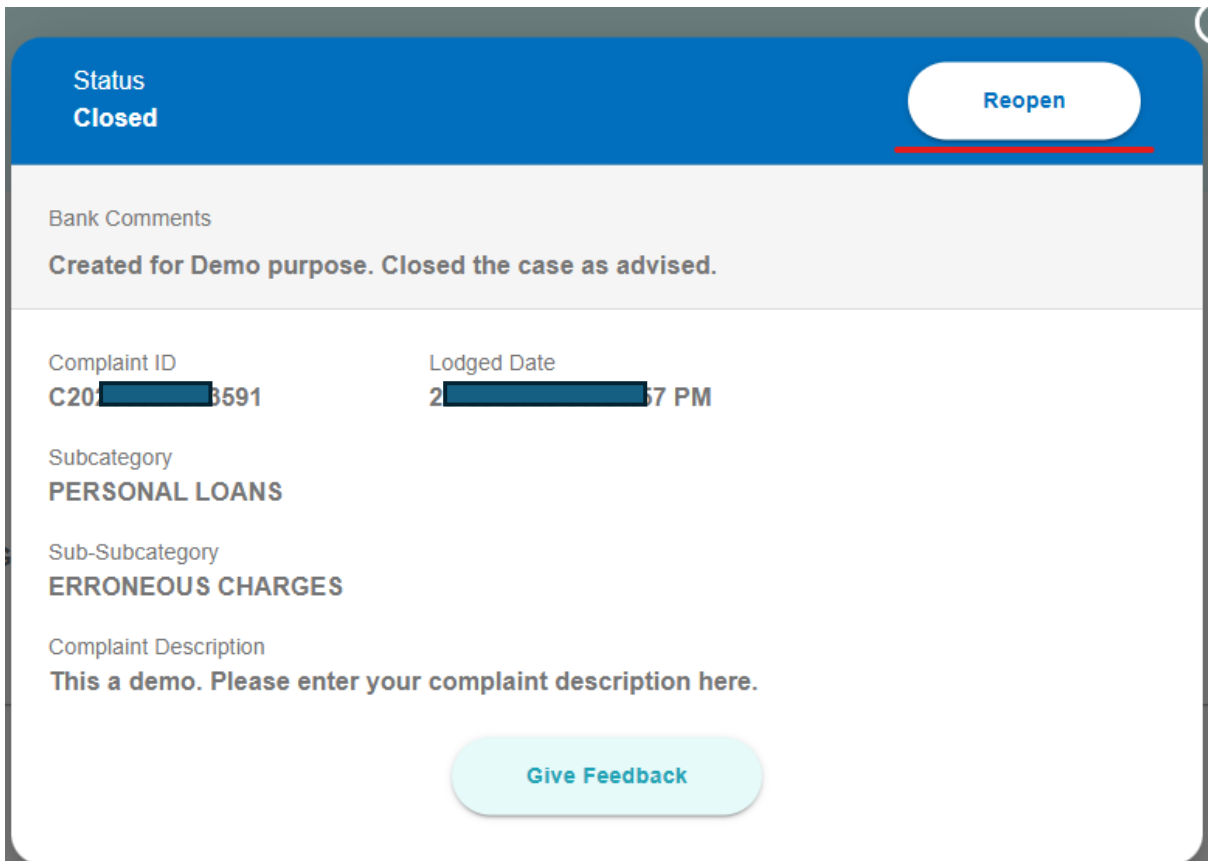 Status
Closed
Reopen
Bank Comments
Created for Demo purpose. Closed the case as advised.
Complaint ID
Lodged Date
C202 3591
2 57 PM
Subcategory
PERSONAL LOANS
Sub-Subcategory
ERRONEOUS CHARGES
Complaint Description
This a demo. Please enter your complaint description here.
Give Feedback